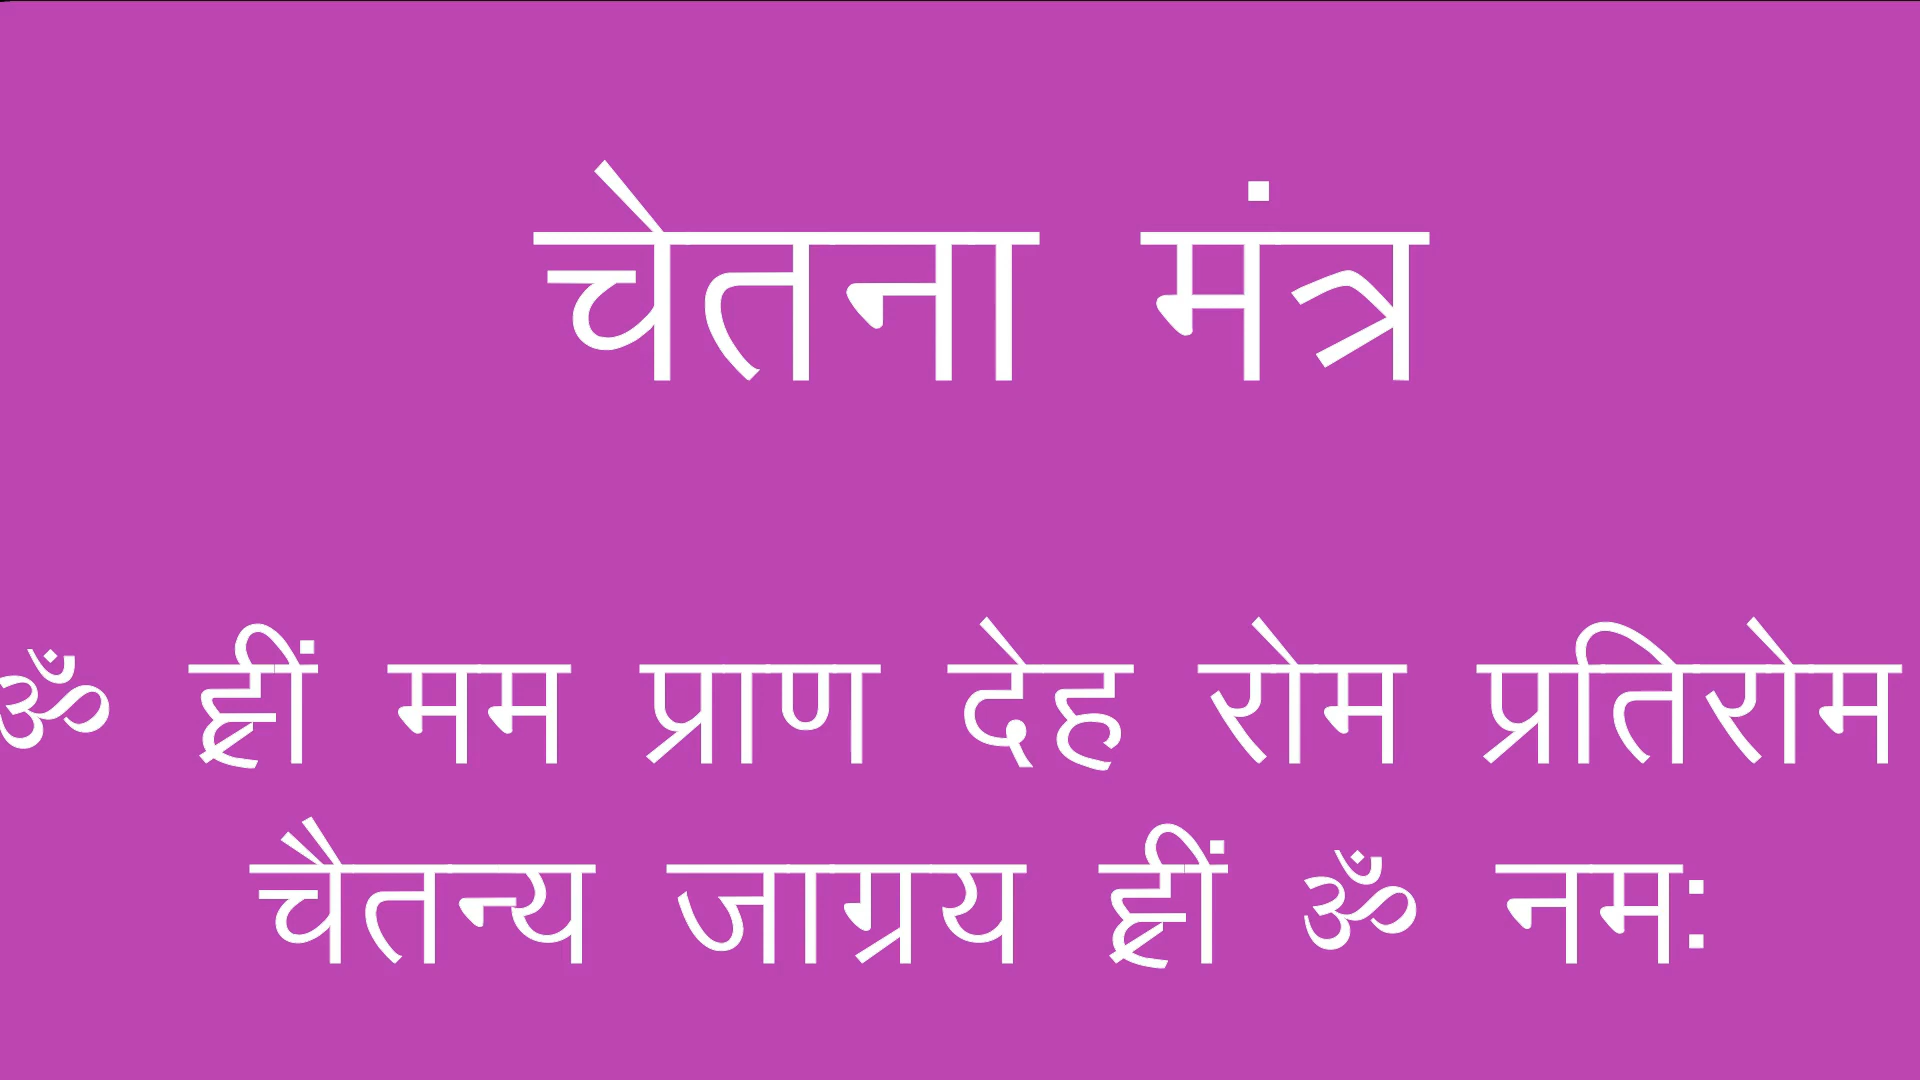 चेतना मंत्र
ॐ ह्रीं मम प्राण देह रोम प्रतिरोम
चैतन्य जाग्रय ह्रीं ॐ नम: